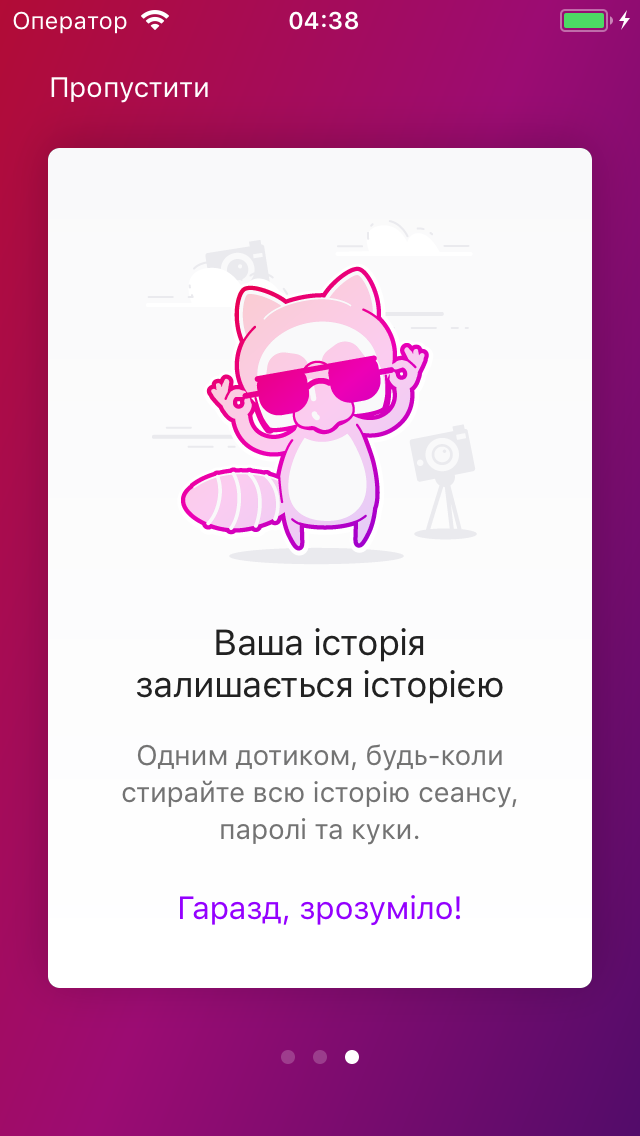 Оператор 04:38
Пропустити
Ваша історія
залишається історією
Одним дотиком, будь-коли
стирайте всю історію сеансу,
паролі та куки.
Гаразд, зрозуміло!